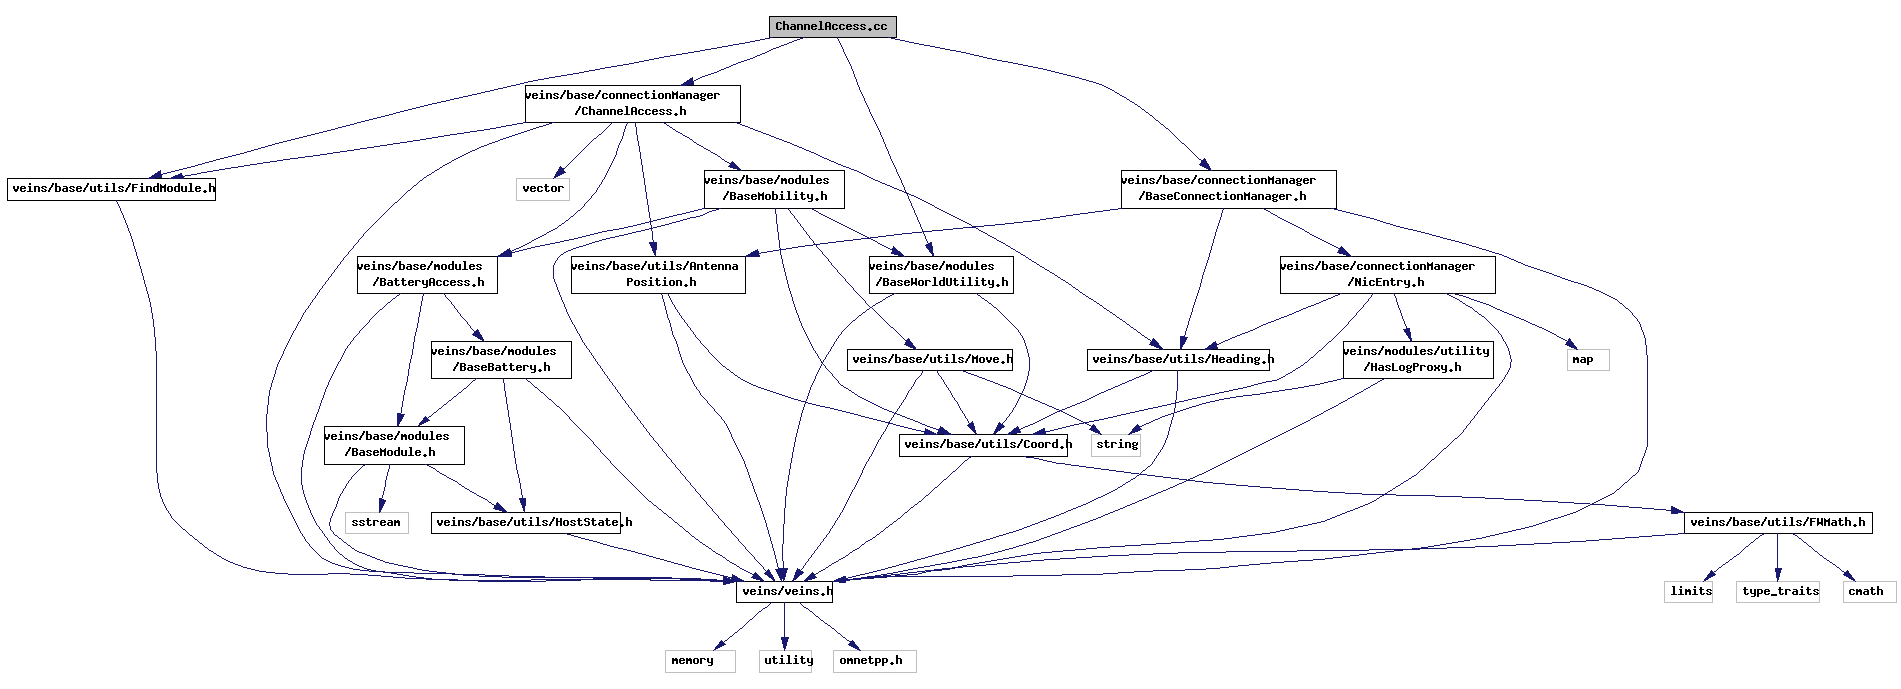 ChannelAccess.cc
veins/base/connectionManager
/ChannelAccess.h
veins/base/utils/FindModule.h
vector
veins/base/modules
/BaseMobility.h
veins/base/connectionManager
/BaseConnectionManager.h
veins/base/modules
/BatteryAccess.h
veins/base/utils/Antenna
Position.h
veins/base/modules
/BaseWorldUtility.h
veins/base/connectionManager
/NicEntry.h
veins/base/modules
/BaseBattery.h
veins/base/utils/Move.h
veins/base/utils/Heading.h
veins/modules/utility
/HasLogProxy.h
map
veins/base/modules
/BaseModule.h
veins/base/utils/Coord.h
string
sstream
veins/base/utils/HostState.h
veins/base/utils/FWMath.h
veins/veins.h
limits
type_traits
cmath
memory
utility
omnetpp.h